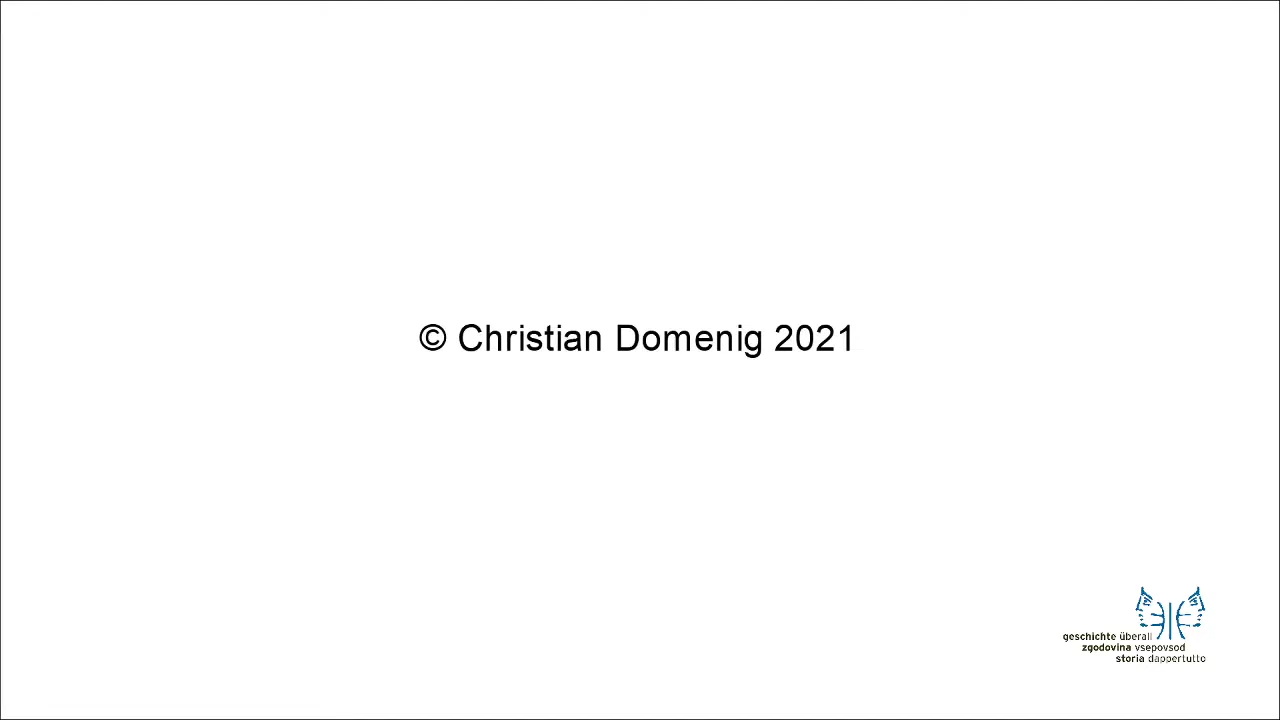 © Christian Domenig 2021
geschichte überall
zgodovina vsepovsod
storia dappertutto